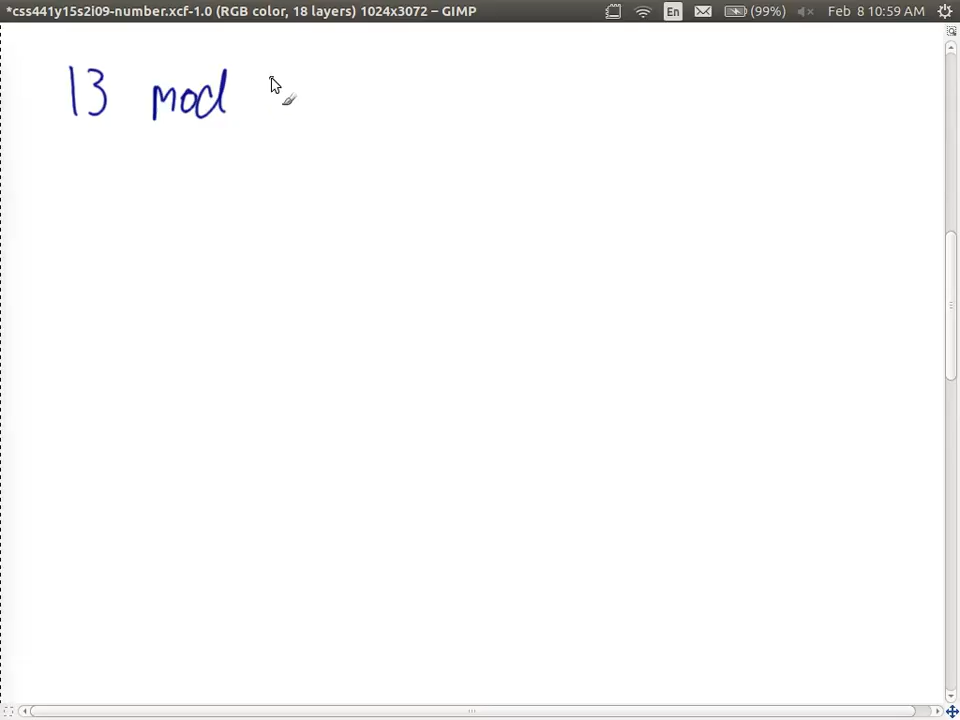 *css441y15s2i09-number.xcf-1.0 (RGB color, 18 layers) 1024x3072 – GIMP En (99%) Feb 8 10:59 AM
13 mod